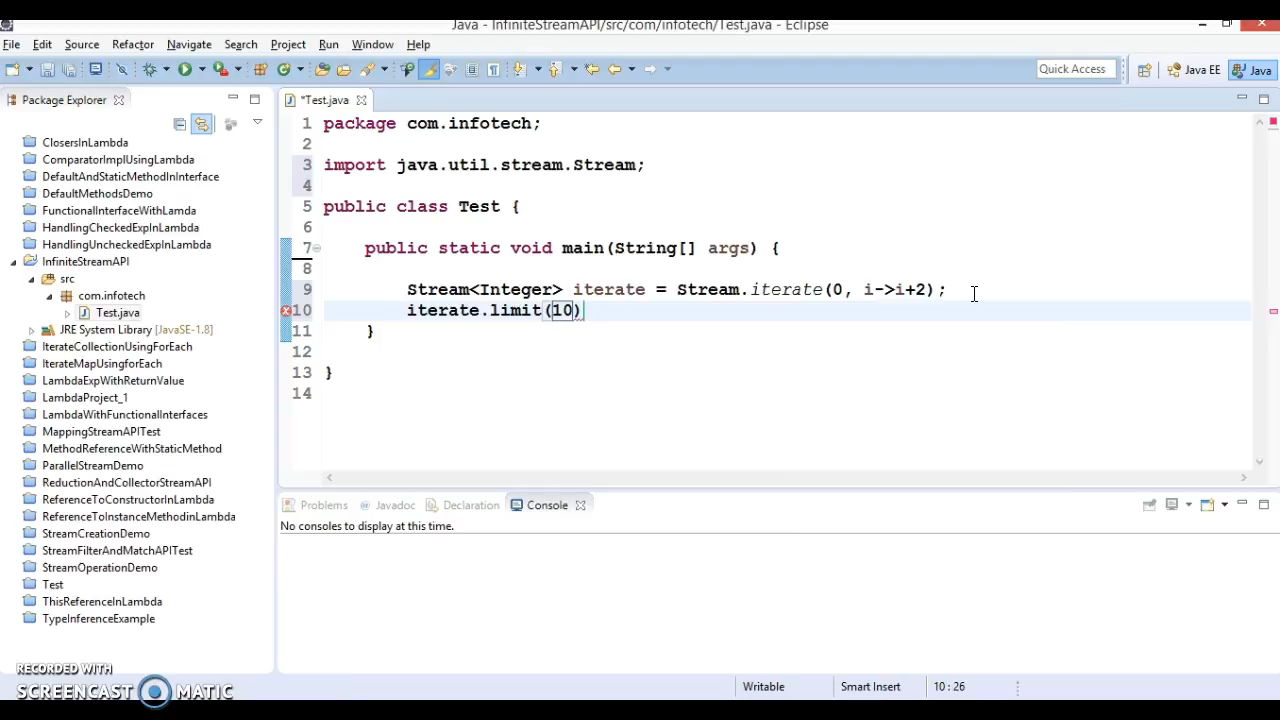 Java - InfiniteStreamAPI/src/com/infotech/Test.java - Eclipse
File Edit Source Refactor Navigate Search Project Run Window Help
Quick Access Java EE Java
Package Explorer
*Test.java
ClosersInLambda
ComparatorImplUsingLambda
DefaultAndStaticMethodInInterface
DefaultMethodsDemo
FunctionalInterfaceWithLamda
HandlingCheckedExpInLambda
HandlingUncheckedExpInLambda
InfiniteStreamAPI
src
com.infotech
Test.java
JRE System Library [JavaSE-1.8]
IterateCollectionUsingForEach
IterateMapUsingforEach
LambdaExpWithReturnValue
LambdaProject_1
LambdaWithFunctionalInterfaces
MappingStreamAPITest
MethodReferenceWithStaticMethod
ParallelStreamDemo
ReductionAndCollectorStreamAPI
ReferenceToConstructorInLambda
ReferenceToInstanceMethodinLambda
StreamCreationDemo
StreamFilterAndMatchAPITest
StreamOperationDemo
Test
ThisReferenceInLambda
TypeInferenceExample
1 package com.infotech;
2
3 import java.util.stream.Stream;
4
5 public class Test {
6
7 public static void main(String[] args) {
8
9 Stream<Integer> iterate = Stream.iterate(0, i->i+2);
10 iterate.limit(10)
11 }
12
13 }
14
Problems Javadoc Declaration Console
No consoles to display at this time.
Writable Smart Insert 10 : 26
RECORDED WITH
SCREENCAST MATIC